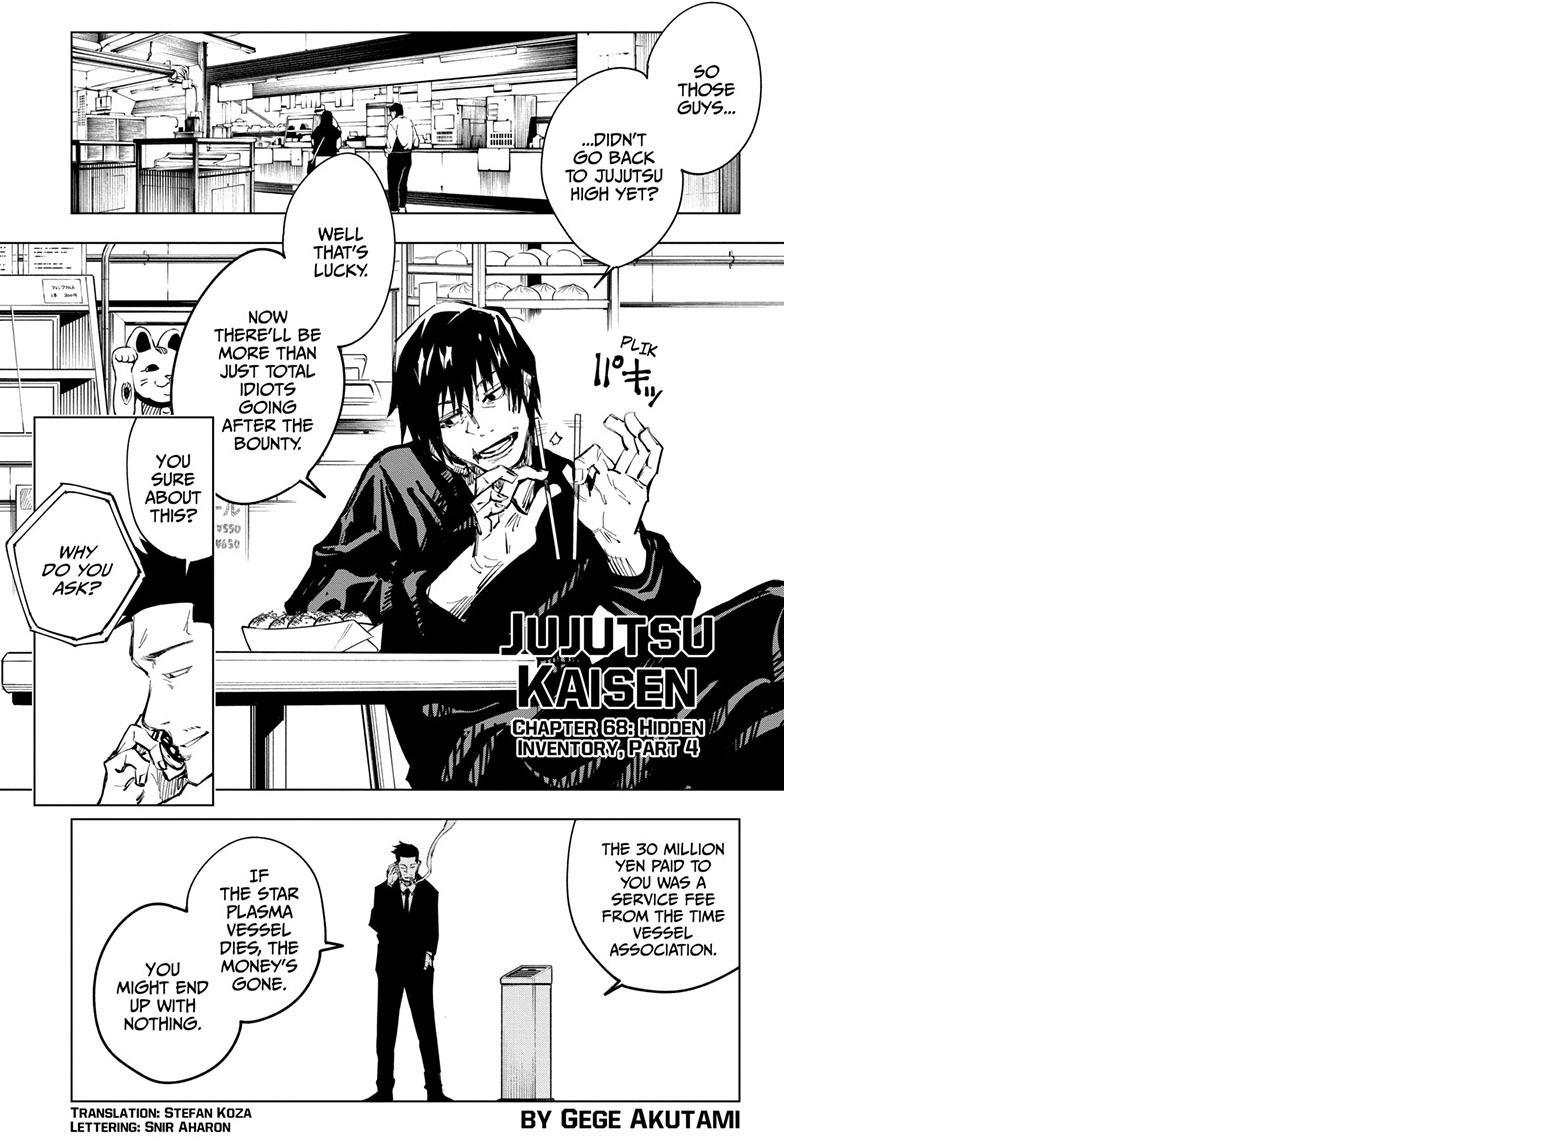 SO
THOSE
GUYS...
...DIDN'T
GO BACK
TO JUJUTSU
HIGH YET?
WELL
THAT'S
LUCKY.
NOW
THERE'LL BE
MORE THAN
JUST TOTAL
IDIOTS
GOING
AFTER THE
BOUNTY.
PLIK
パキッ
YOU
SURE
ABOUT
THIS?
WHY
DO YOU
ASK?
ール
¥550
¥650
JUJUTSU
KAISEN
CHAPTER 68: HIDDEN
INVENTORY, PART 4
THE 30 MILLION
YEN PAID TO
YOU WAS A
SERVICE FEE
FROM THE TIME
VESSEL
ASSOCIATION.
IF
THE STAR
PLASMA
VESSEL
DIES, THE
MONEY'S
GONE.
YOU
MIGHT END
UP WITH
NOTHING.
TRANSLATION: STEFAN KOZA
LETTERING: SNIR AHARON
BY GEGE AKUTAMI